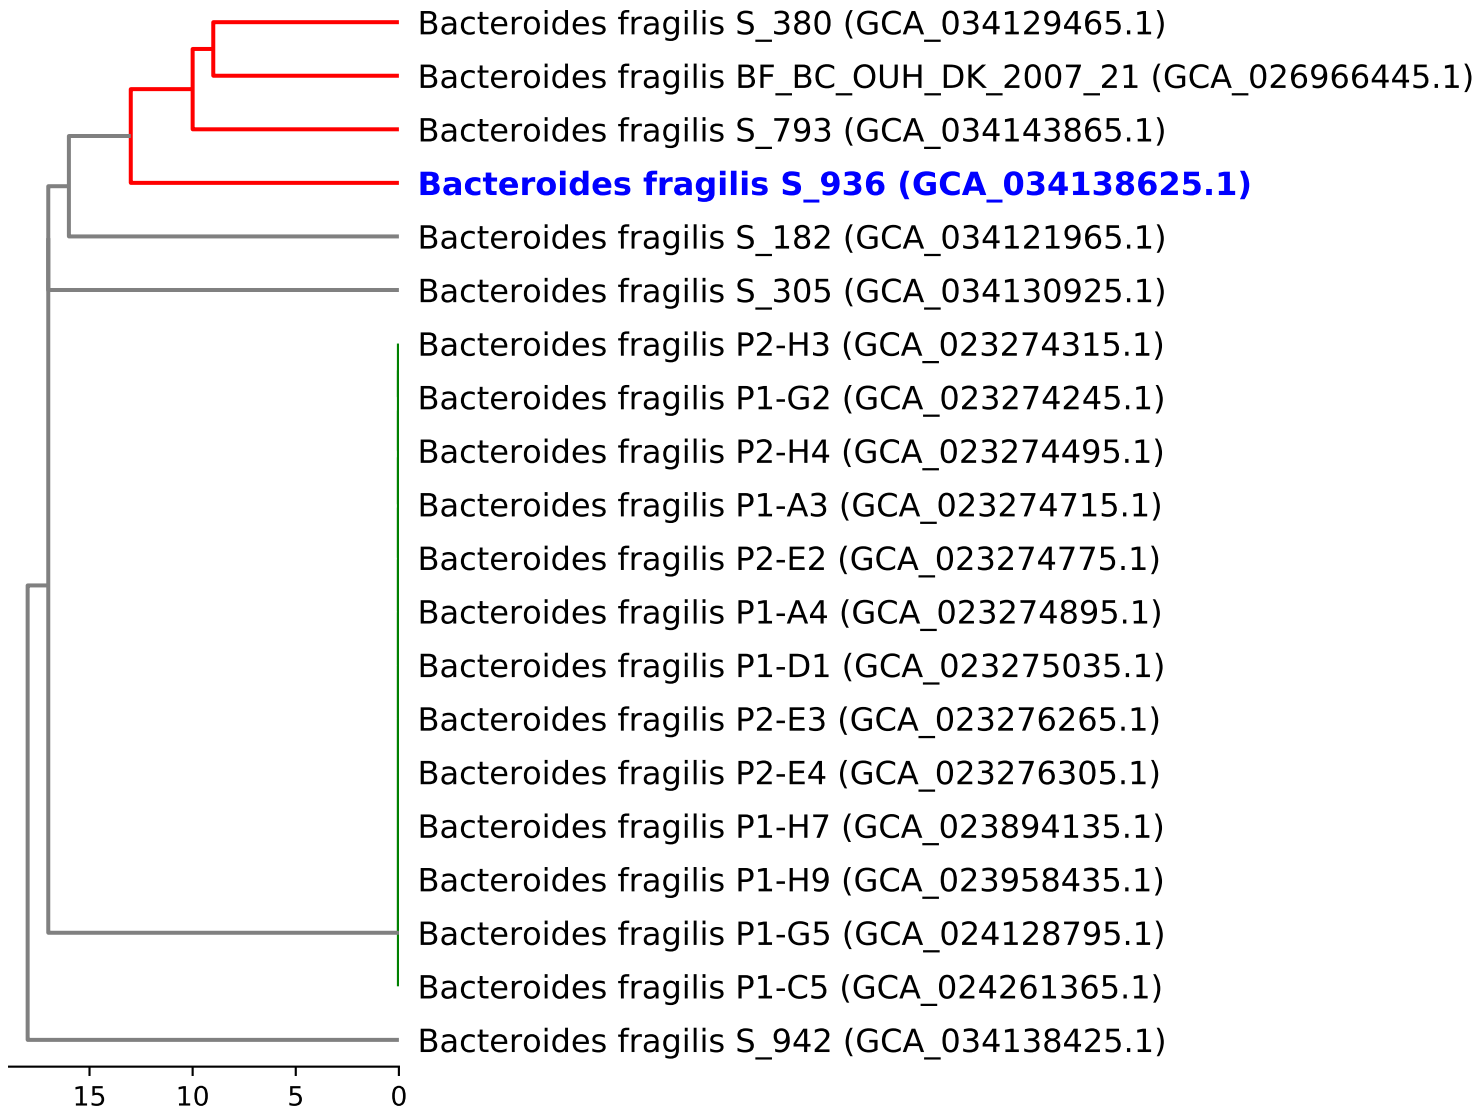 Bacteroides fragilis S_380 (GCA_034129465.1)
Bacteroides fragilis BF_BC_OUH_DK_2007_21 (GCA_026966445.1)
Bacteroides fragilis S_793 (GCA_034143865.1)
Bacteroides fragilis S_936 (GCA_034138625.1)
Bacteroides fragilis S_182 (GCA_034121965.1)
Bacteroides fragilis S_305 (GCA_034130925.1)
Bacteroides fragilis P2-H3 (GCA_023274315.1)
Bacteroides fragilis P1-G2 (GCA_023274245.1)
Bacteroides fragilis P2-H4 (GCA_023274495.1)
Bacteroides fragilis P1-A3 (GCA_023274715.1)
Bacteroides fragilis P2-E2 (GCA_023274775.1)
Bacteroides fragilis P1-A4 (GCA_023274895.1)
Bacteroides fragilis P1-D1 (GCA_023275035.1)
Bacteroides fragilis P2-E3 (GCA_023276265.1)
Bacteroides fragilis P2-E4 (GCA_023276305.1)
Bacteroides fragilis P1-H7 (GCA_023894135.1)
Bacteroides fragilis P1-H9 (GCA_023958435.1)
Bacteroides fragilis P1-G5 (GCA_024128795.1)
Bacteroides fragilis P1-C5 (GCA_024261365.1)
Bacteroides fragilis S_942 (GCA_034138425.1)
15 10 5 0